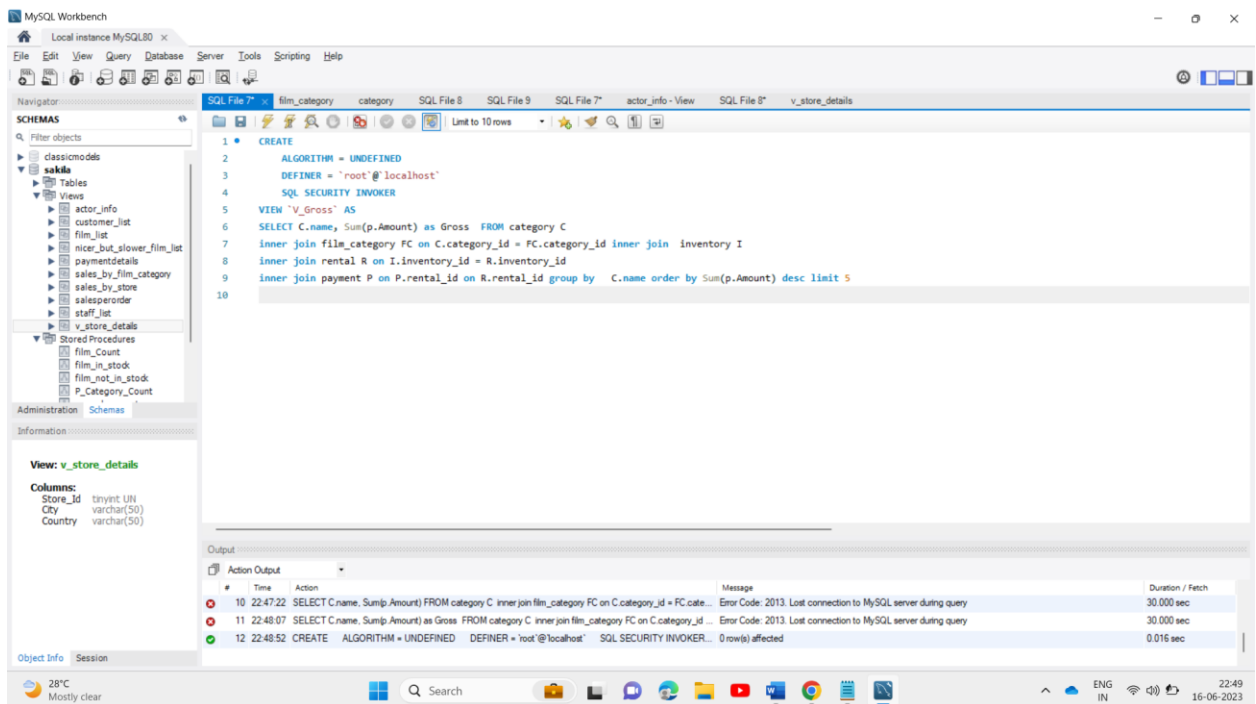 MySQL Workbench
Local instance MySQL80
File Edit View Query Database Server Tools Scripting Help
Navigator
SQL File 7* film_category category SQL File 8 SQL File 9 SQL File 7* actor_info - View SQL File 8* v_store_details
SCHEMAS
Limit to 10 rows
Filter objects
classicmodels
sakila
Tables
Views
actor_info
customer_list
film_list
nicer_but_slower_film_list
paymentdetails
sales_by_film_category
sales_by_store
salesperorder
staff_list
v_store_details
Stored Procedures
film_Count
film_in_stock
film_not_in_stock
P_Category_Count
1 CREATE
2 ALGORITHM = UNDEFINED
3 DEFINER = `root`@`localhost`
4 SQL SECURITY INVOKER
5 VIEW `V_Gross` AS
6 SELECT C.name, Sum(p.Amount) as Gross FROM category C
7 inner join film_category FC on C.category_id = FC.category_id inner join inventory I
8 inner join rental R on I.inventory_id = R.inventory_id
9 inner join payment P on P.rental_id on R.rental_id group by C.name order by Sum(p.Amount) desc limit 5
10
Administration Schemas
Information
View: v_store_details
Columns:
Store_Id tinyint UN
City varchar(50)
Country varchar(50)
Object Info Session
Output
Action Output
# Time Action Message Duration / Fetch
10 22:47:22 SELECT C.name, Sum(p.Amount) FROM category C inner join film_category FC on C.category_id = FC.cate... Error Code: 2013. Lost connection to MySQL server during query 30.000 sec
11 22:48:07 SELECT C.name, Sum(p.Amount) as Gross FROM category C inner join film_category FC on C.category_id ... Error Code: 2013. Lost connection to MySQL server during query 30.000 sec
12 22:48:52 CREATE ALGORITHM = UNDEFINED DEFINER = `root`@`localhost` SQL SECURITY INVOKER... 0 row(s) affected 0.016 sec
28°C
Mostly clear
Search
ENG
IN
22:49
16-06-2023